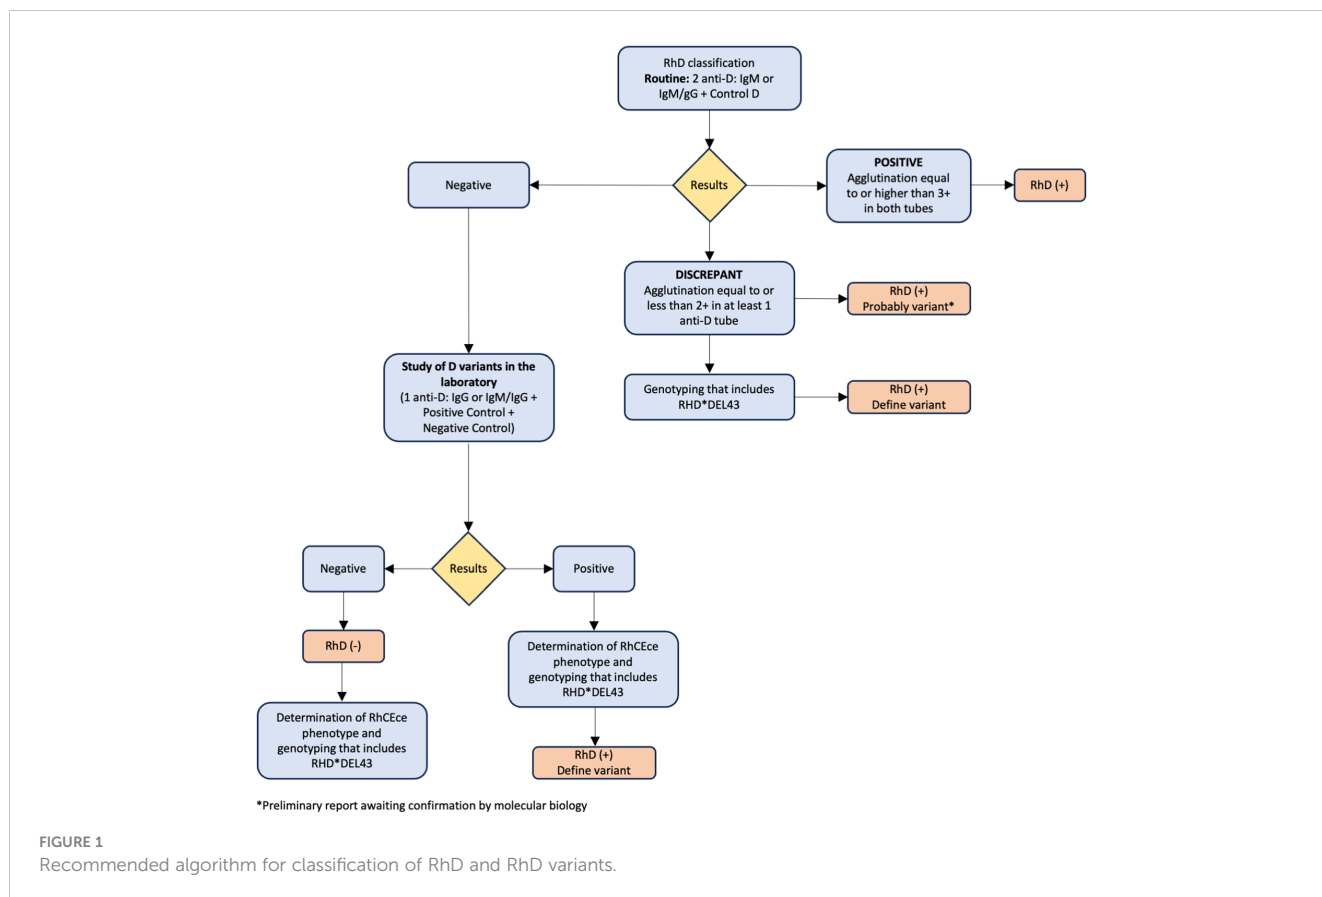 RhD classification
Routine: 2 anti-D: IgM or
IgM/gG + Control D
Results
Negative
POSITIVE
Agglutination equal
to or higher than 3+
in both tubes
RhD (+)
DISCREPANT
Agglutination equal to or
less than 2+ in at least 1
anti-D tube
RhD (+)
Probably variant*
Genotyping that includes
RHD*DEL43
RhD (+)
Define variant
Study of D variants in the
laboratory
(1 anti-D: IgG or IgM/IgG +
Positive Control +
Negative Control)
Results
Negative
Positive
RhD (-)
Determination of RhCEce
phenotype and
genotyping that includes
RHD*DEL43
Determination of RhCEce
phenotype and
genotyping that includes
RHD*DEL43
RhD (+)
Define variant
*Preliminary report awaiting confirmation by molecular biology
FIGURE 1
Recommended algorithm for classification of RhD and RhD variants.